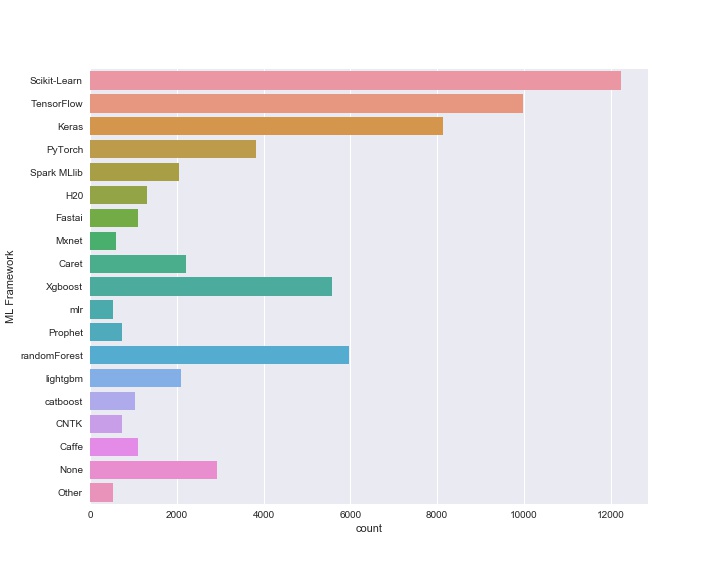 ML Framework
Scikit-Learn
TensorFlow
Keras
PyTorch
Spark MLlib
H20
Fastai
Mxnet
Caret
Xgboost
mlr
Prophet
randomForest
lightgbm
catboost
CNTK
Caffe
None
Other
0 2000 4000 6000 8000 10000 12000
count